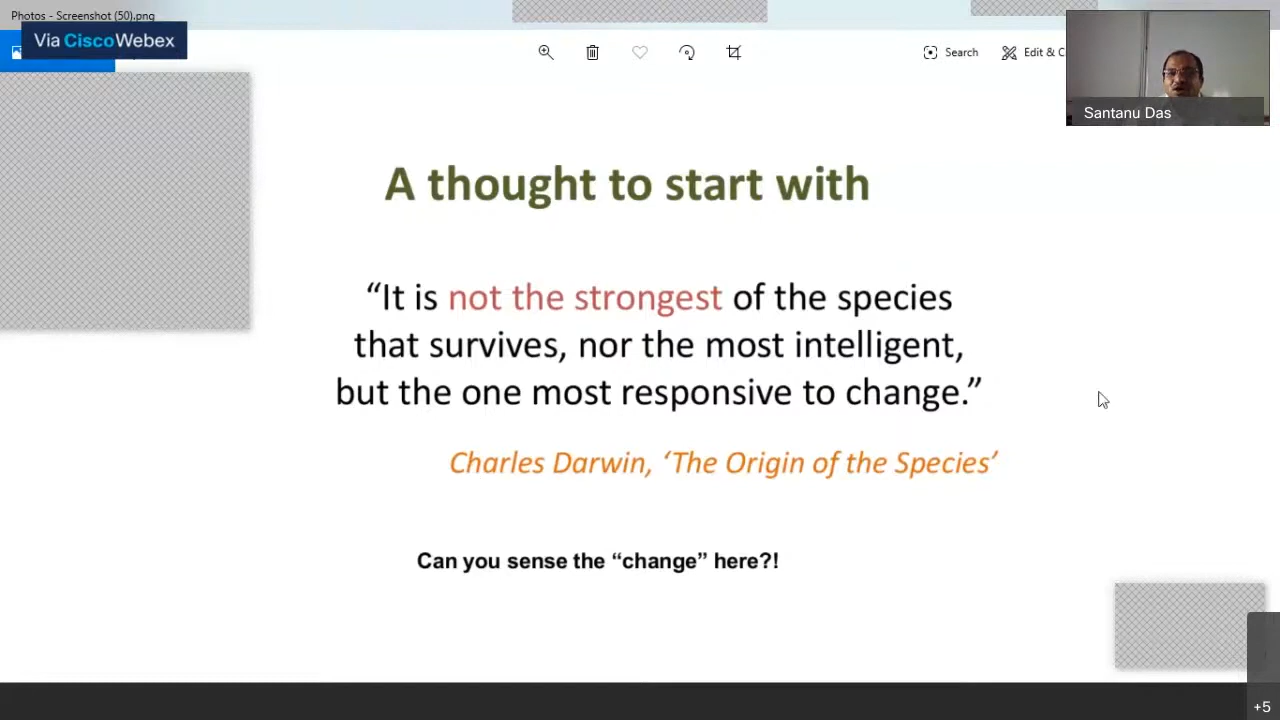 Photos - Screenshot (50).png
Via CiscoWebex
Search
Edit & C
Santanu Das
A thought to start with
“It is not the strongest of the species
that survives, nor the most intelligent,
but the one most responsive to change.”
Charles Darwin, ‘The Origin of the Species’
Can you sense the “change” here?!
+5